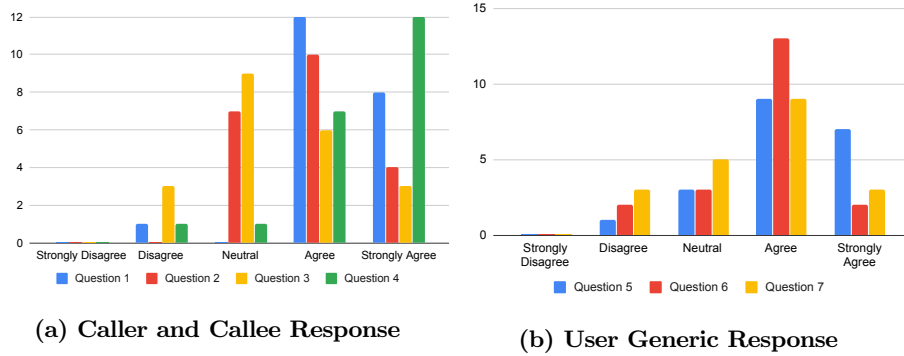 12
10
8
6
4
2
0
Strongly Disagree Disagree Neutral Agree Strongly Agree
Question 1 Question 2 Question 3 Question 4
(a) Caller and Callee Response
15
10
5
0
Strongly Disagree Disagree Neutral Agree Strongly Agree
Question 5 Question 6 Question 7
(b) User Generic Response